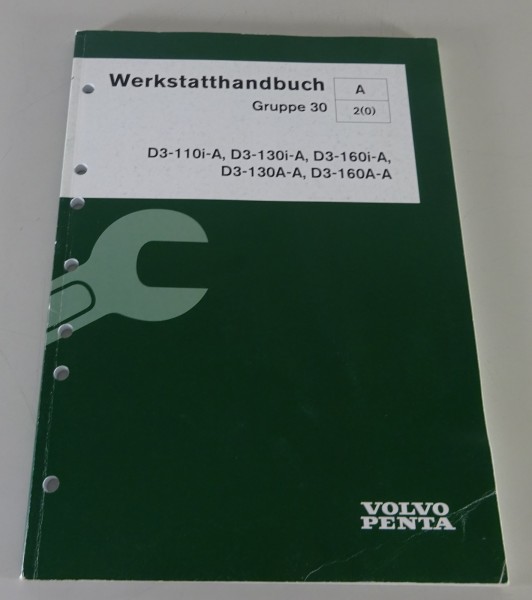 Werkstatthandbuch
Gruppe 30
A
2(0)
D3-110i-A, D3-130i-A, D3-160i-A,
D3-130A-A, D3-160A-A
VOLVO
PENTA